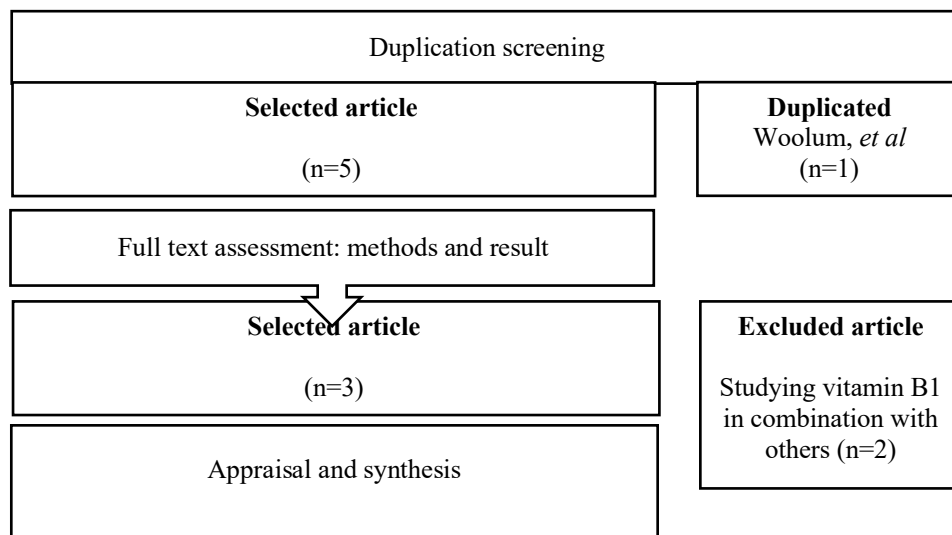 Duplication screening
Selected article
(n=5)
Duplicated
Woolum, et al
(n=1)
Full text assessment: methods and result
Selected article
(n=3)
Excluded article
Studying vitamin B1
in combination with
others (n=2)
Appraisal and synthesis